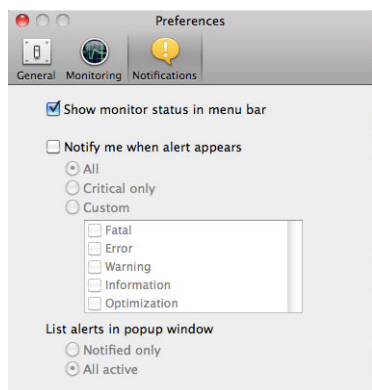 Preferences
General Monitoring Notifications
Show monitor status in menu bar
Notify me when alert appears
All
Critical only
Custom
Fatal
Error
Warning
Information
Optimization
List alerts in popup window
Notified only
All active